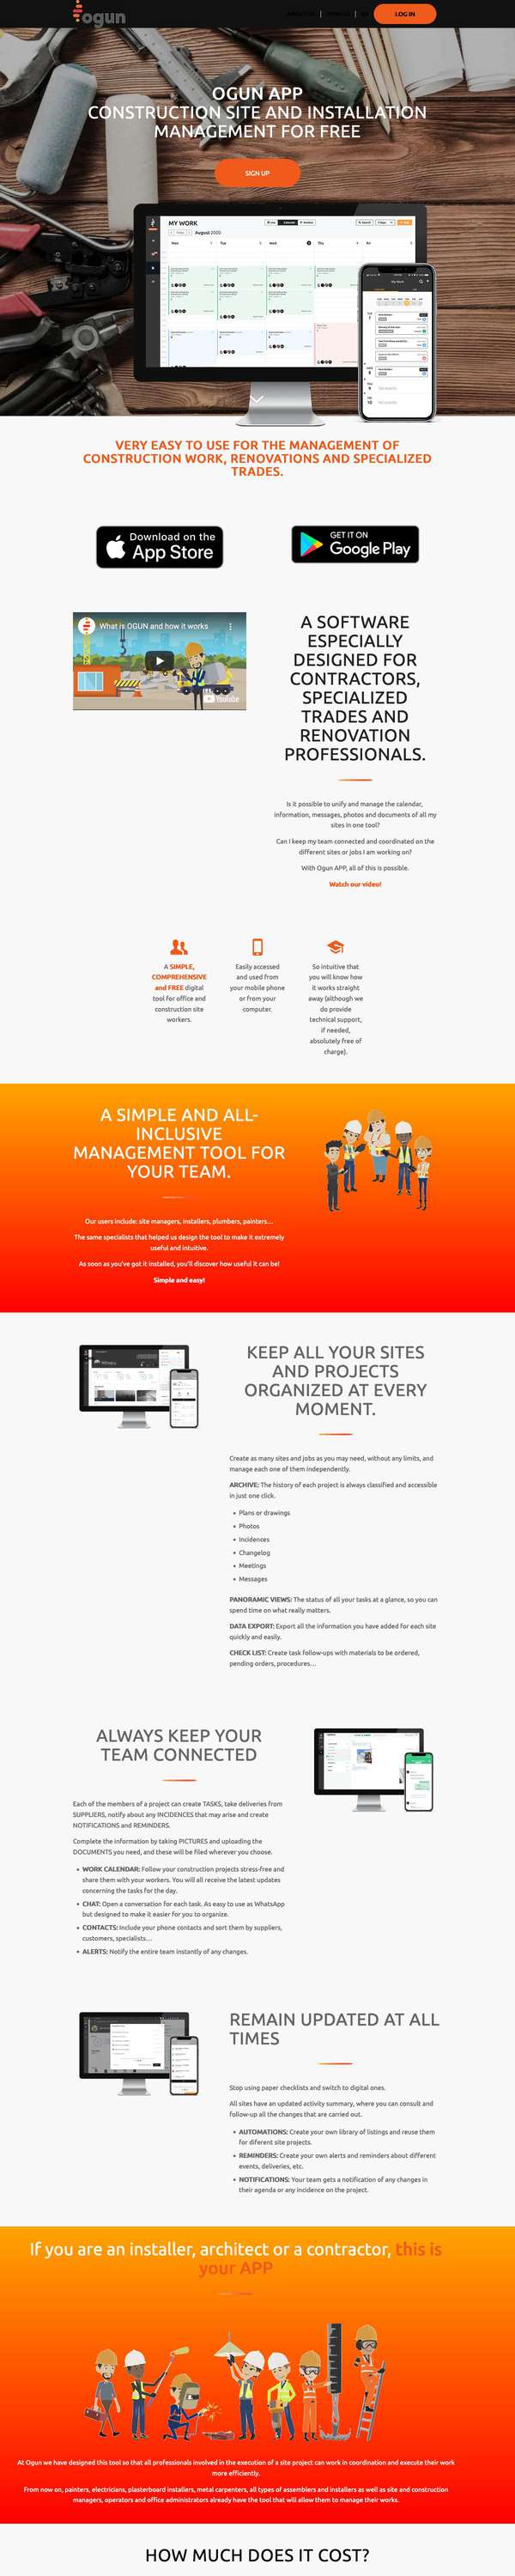 ogun
LOG IN
OGUN APP
CONSTRUCTION SITE AND INSTALLATION
MANAGEMENT FOR FREE
SIGN UP
MY WORK
August 2020
VERY EASY TO USE FOR THE MANAGEMENT OF
CONSTRUCTION WORK, RENOVATIONS AND SPECIALIZED
TRADES.
Download on the
App Store
GET IT ON
Google Play
What is OGUN and how it works
YouTube
A SOFTWARE
ESPECIALLY
DESIGNED FOR
CONTRACTORS,
SPECIALIZED
TRADES AND
RENOVATION
PROFESSIONALS.
Is it possible to unify and manage the calendar,
information, messages, photos and documents of all my
sites in one tool?
Can I keep my team connected and coordinated on the
different sites or jobs I am working on?
With Ogun APP, all of this is possible.
Watch our video!
A SIMPLE,
COMPREHENSIVE
and FREE digital
tool for office and
construction site
workers.
Easily accessed
and used from
your mobile phone
or from your
computer.
So intuitive that
you will know how
it works straight
away (although we
do provide
technical support,
if needed,
absolutely free of
charge).
A SIMPLE AND ALL-
INCLUSIVE
MANAGEMENT TOOL FOR
YOUR TEAM.
Our users include: site managers, installers, plumbers, painters...
The same specialists that helped us design the tool to make it extremely
useful and intuitive.
As soon as you've got it installed, you'll discover how useful it can be!
Simple and easy!
KEEP ALL YOUR SITES
AND PROJECTS
ORGANIZED AT EVERY
MOMENT.
Create as many sites and jobs as you may need, without any limits, and
manage each one of them independently.
ARCHIVE: The history of each project is always classified and accessible
in just one click.
• Plans or drawings
• Photos
• Incidences
• Changelog
• Meetings
• Messages
PANORAMIC VIEWS: The status of all your tasks at a glance, so you can
spend time on what really matters.
DATA EXPORT: Export all the information you have added for each site
quickly and easily.
CHECK LIST: Create task follow-ups with materials to be ordered,
pending orders, procedures...
ALWAYS KEEP YOUR
TEAM CONNECTED
Each of the members of a project can create TASKS, take deliveries from
SUPPLIERS, notify about any INCIDENCES that may arise and create
NOTIFICATIONS and REMINDERS.
Complete the information by taking PICTURES and uploading the
DOCUMENTS you need, and these will be filed wherever you choose.
• WORK CALENDAR: Follow your construction projects stress-free and
share them with your workers. You will all receive the latest updates
concerning the tasks for the day.
• CHAT: Open a conversation for each task. As easy to use as WhatsApp
but designed to make it easier for you to organize.
• CONTACTS: Include your phone contacts and sort them by suppliers,
customers, specialists...
• ALERTS: Notify the entire team instantly of any changes.
REMAIN UPDATED AT ALL
TIMES
Stop using paper checklists and switch to digital ones.
All sites have an updated activity summary, where you can consult and
follow-up all the changes that are carried out.
• AUTOMATIONS: Create your own library of listings and reuse them
for diferent site projects.
• REMINDERS: Create your own alerts and reminders about different
events, deliveries, etc.
• NOTIFICATIONS: Your team gets a notification of any changes in
their agenda or any incidence on the project.
If you are an installer, architect or a contractor, this is
your APP
At Ogun we have designed this tool so that all professionals involved in the execution of a site project can work in coordination and execute their work
more efficiently.
From now on, painters, electricians, plasterboard installers, metal carpenters, all types of assemblers and installers as well as site and construction
managers, operators and office administrators already have the tool that will allow them to manage their works.
HOW MUCH DOES IT COST?